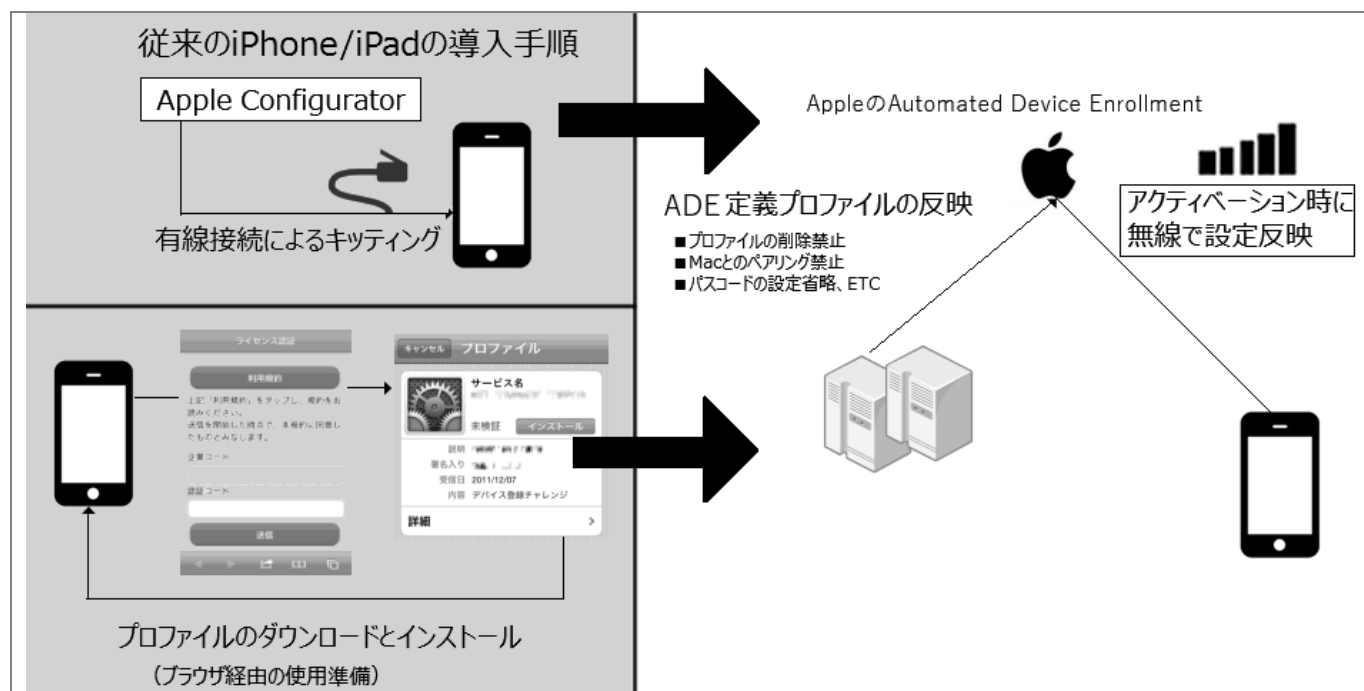 従来のiPhone/iPadの導入手順
Apple Configurator
有線接続によるキッティング
AppleのAutomated Device Enrollment
ADE定義プロファイルの反映
■プロファイルの削除禁止
■Macとのペアリング禁止
■パスコードの設定省略、ETC
アクティベーション時に
無線で設定反映
ライセンス認証
利用規約
上記「利用規約」をタップし、規約をお
読みください。
送信を開始した時点で、本規約に同意し
たものとみなします。
企業コード
認証コード
送信
キャンセル プロファイル
サービス名
未検証 インストール
説明
署名入り
受信日 2011/12/07
内容 デバイス登録チャレンジ
詳細
プロファイルのダウンロードとインストール
（ブラウザ経由の使用準備）